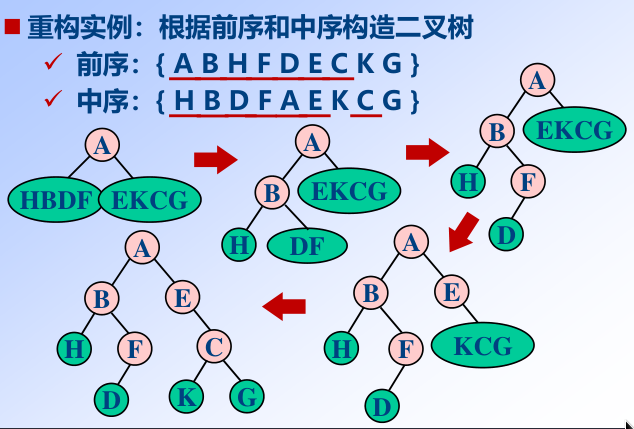 重构实例：根据前序和中序构造二叉树
前序：{ A B H F D E C K G }
中序：{ H B D F A E K C G }
A
HBDF EKCG
A
B EKCG
H DF
A
B EKCG
H F
D
A
B E
H F KCG
D
A
B E
H F C
D K G